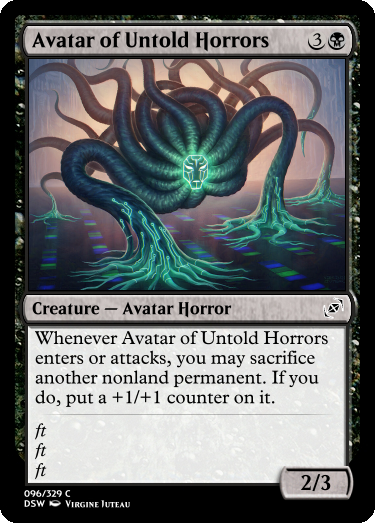 Avatar of Untold Horrors 3
Creature — Avatar Horror
Whenever Avatar of Untold Horrors
enters or attacks, you may sacrifice
another nonland permanent. If you
do, put a +1/+1 counter on it.
ft
ft
ft
2/3
096/329 C
DSW Virgine Juteau